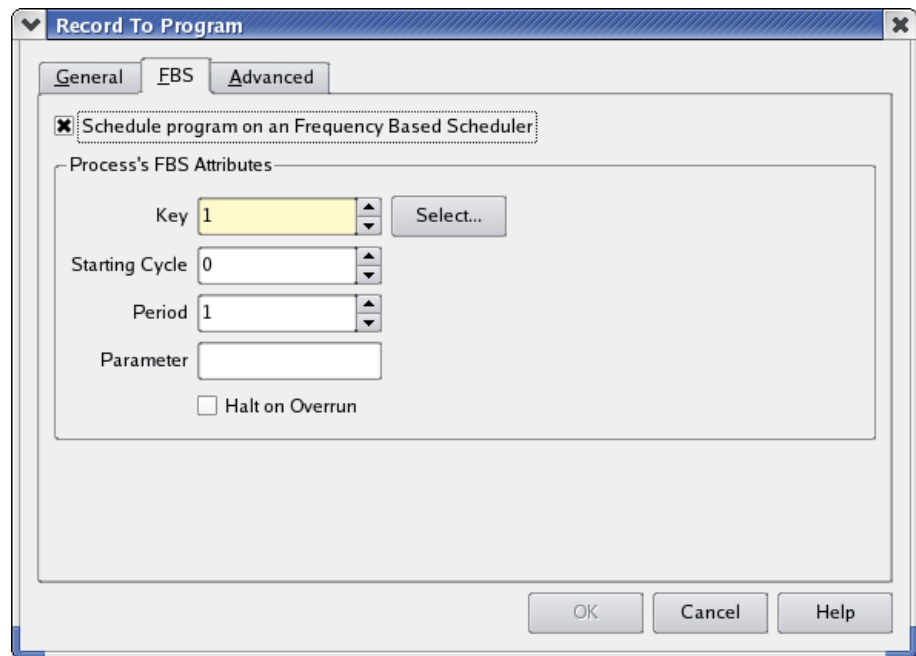 Record To Program
General FBS Advanced
Schedule program on an Frequency Based Scheduler
Process's FBS Attributes
Key 1 Select...
Starting Cycle 0
Period 1
Parameter
Halt on Overrun
OK Cancel Help